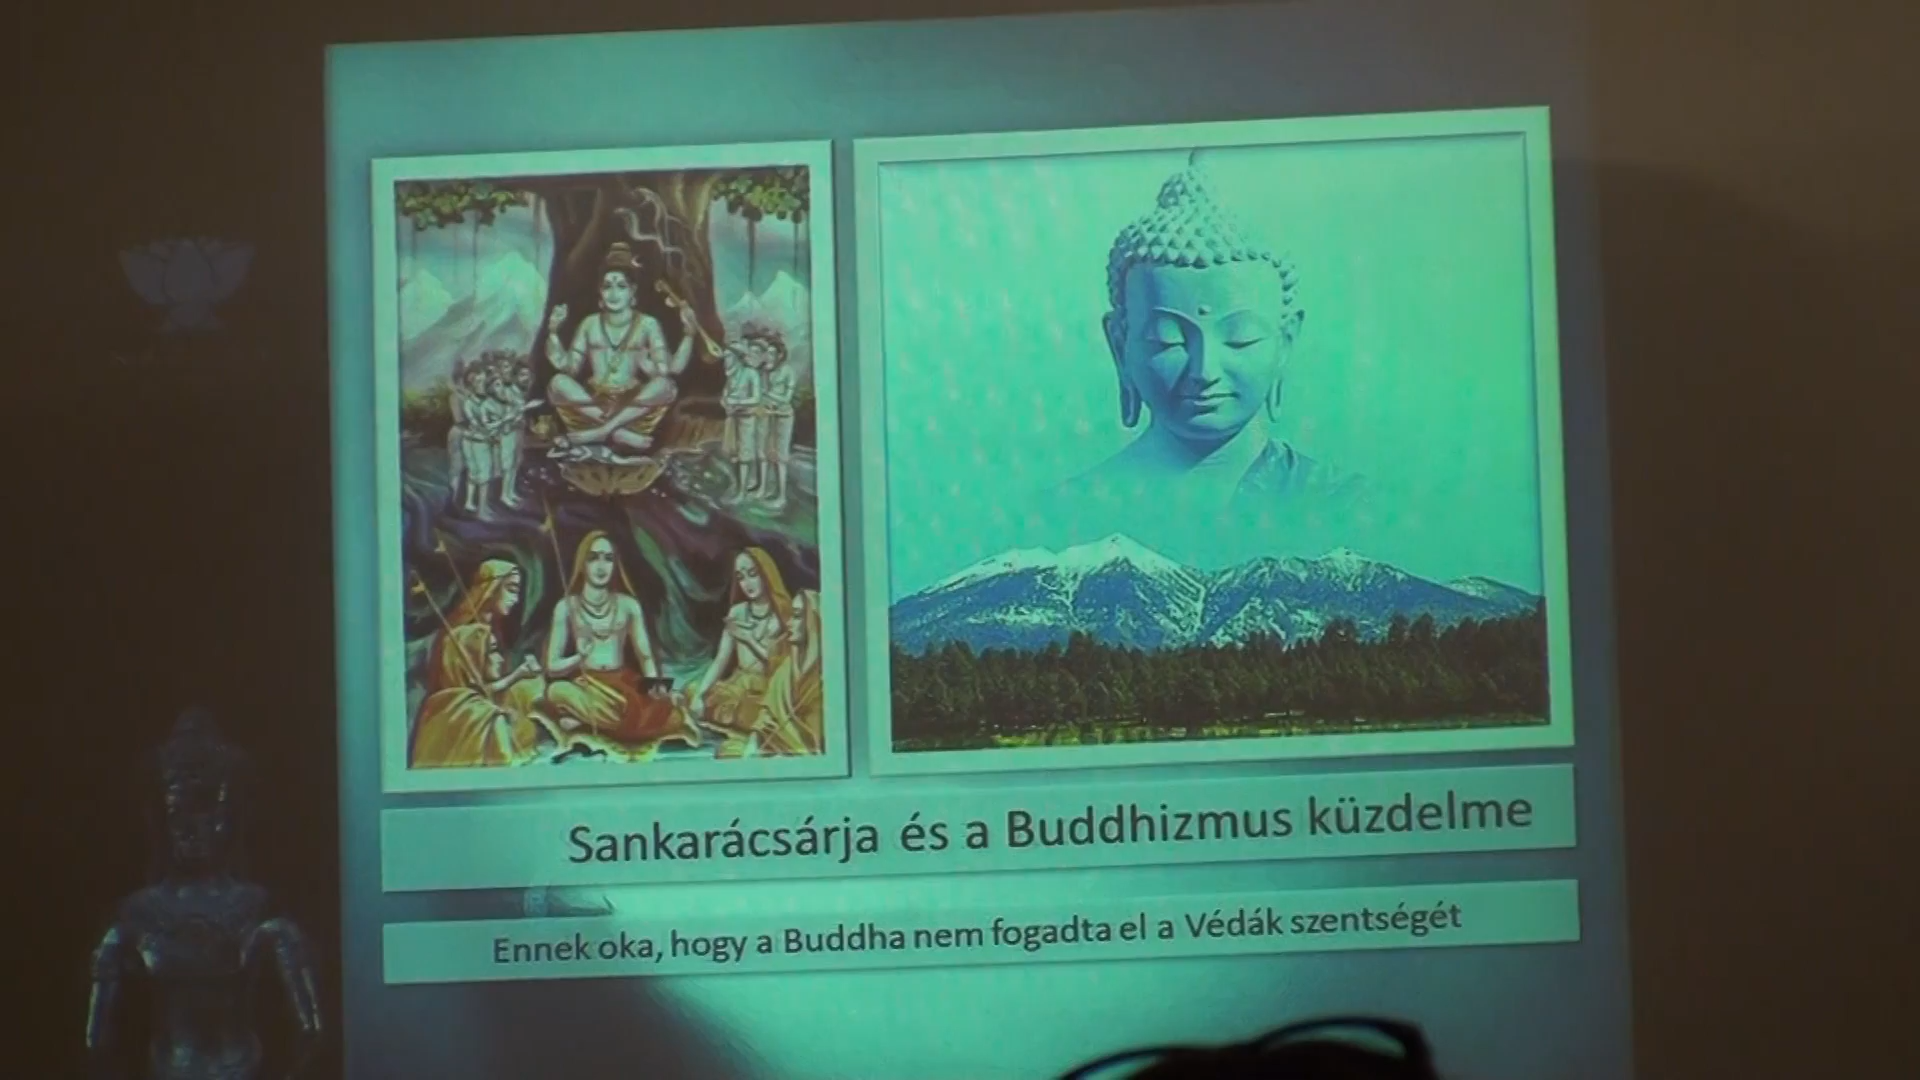 Sankarácsárja és a Buddhizmus küzdelme
Ennek oka, hogy a Buddha nem fogadta el a Védák szentségét